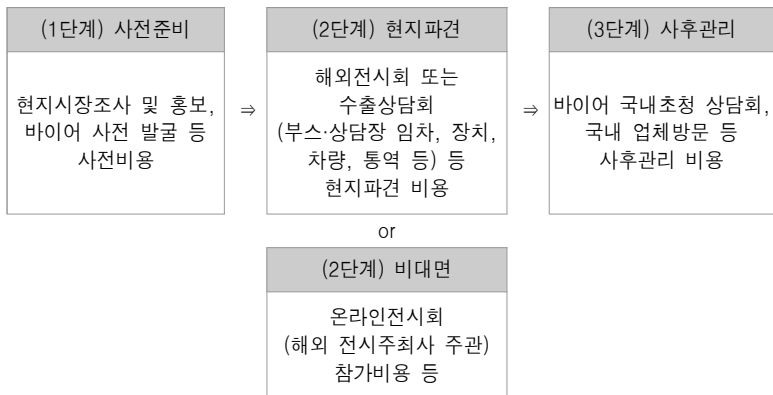 (1단계) 사전준비
현지시장조사 및 홍보,
바이어 사전 발굴 등
사전비용
⇒
(2단계) 현지파견
해외전시회 또는
수출상담회
(부스·상담장 임차, 장치,
차량, 통역 등) 등
현지파견 비용
⇒
(3단계) 사후관리
바이어 국내초청 상담회,
국내 업체방문 등
사후관리 비용
or
(2단계) 비대면
온라인전시회
(해외 전시주최사 주관)
참가비용 등